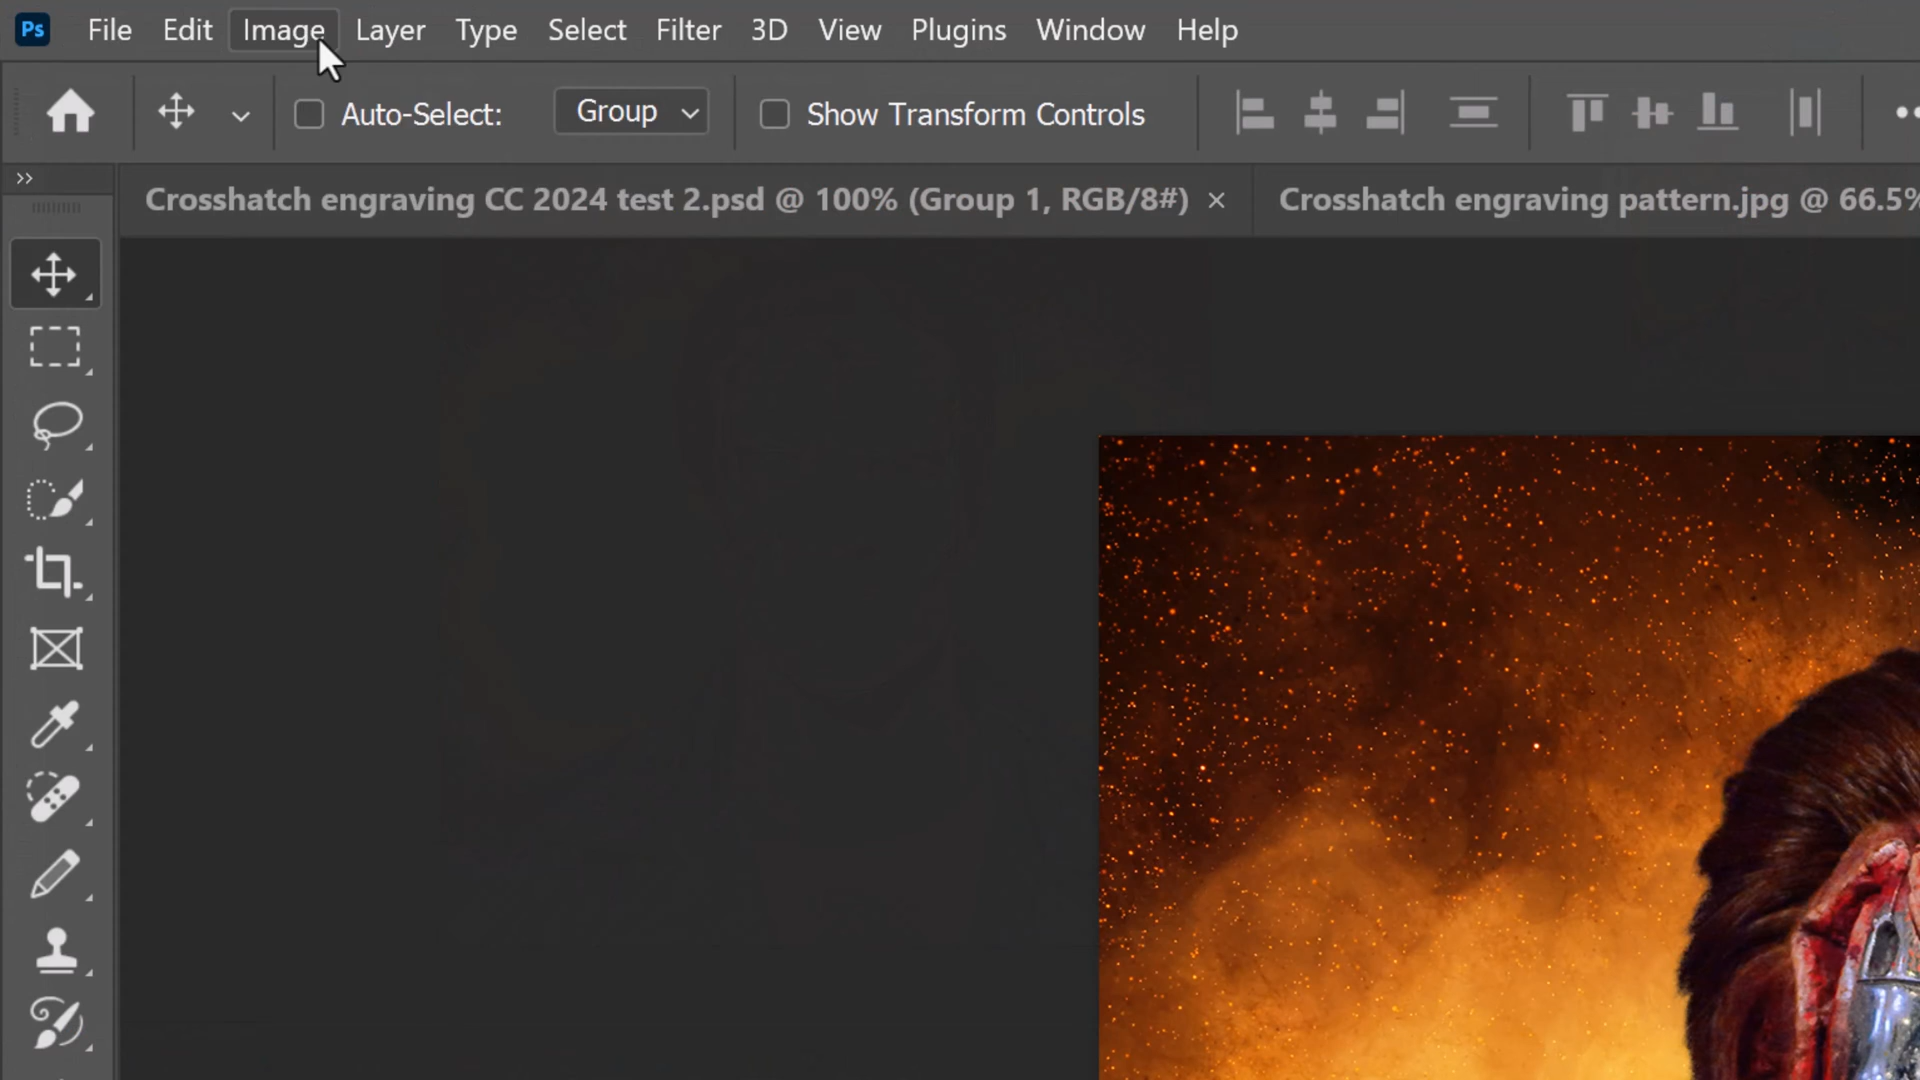 Ps File Edit Image Layer Type Select Filter 3D View Plugins Window Help
Auto-Select: Group Show Transform Controls
Crosshatch engraving CC 2024 test 2.psd @ 100% (Group 1, RGB/8#) × Crosshatch engraving pattern.jpg @ 66.5%